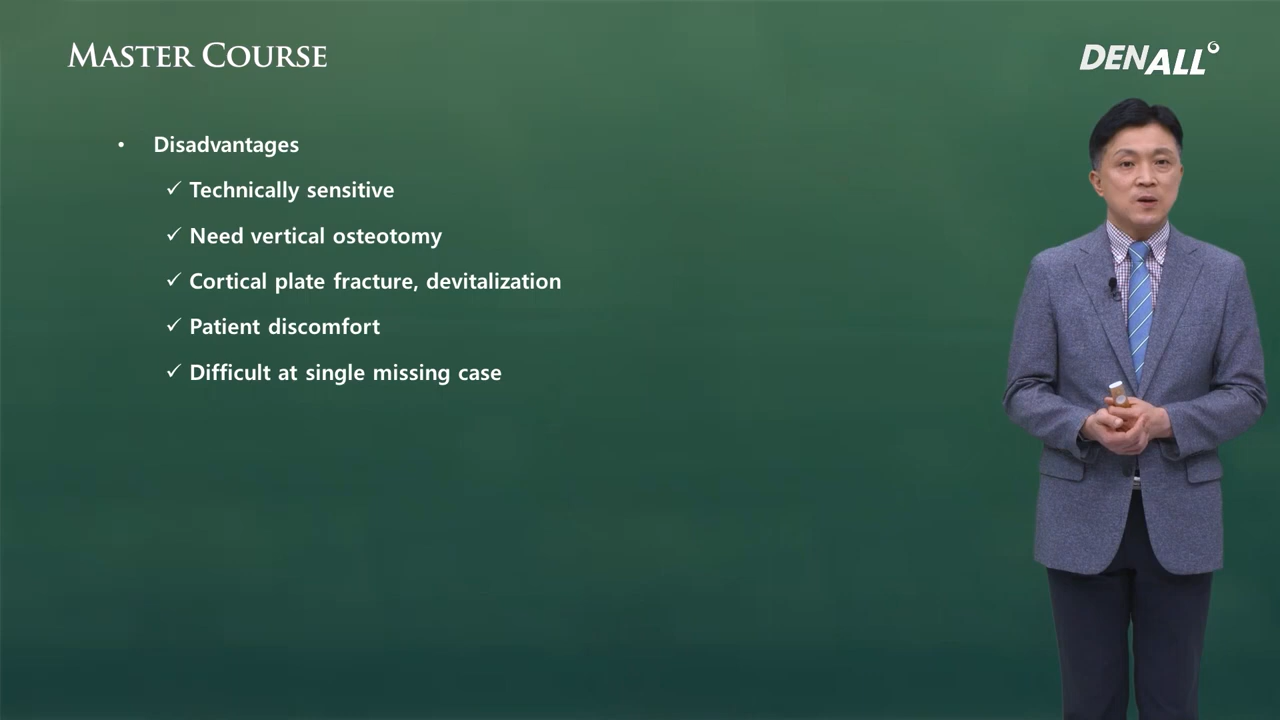 MASTER COURSE
DENALL
• Disadvantages
✓ Technically sensitive
✓ Need vertical osteotomy
✓ Cortical plate fracture, devitalization
✓ Patient discomfort
✓ Difficult at single missing case